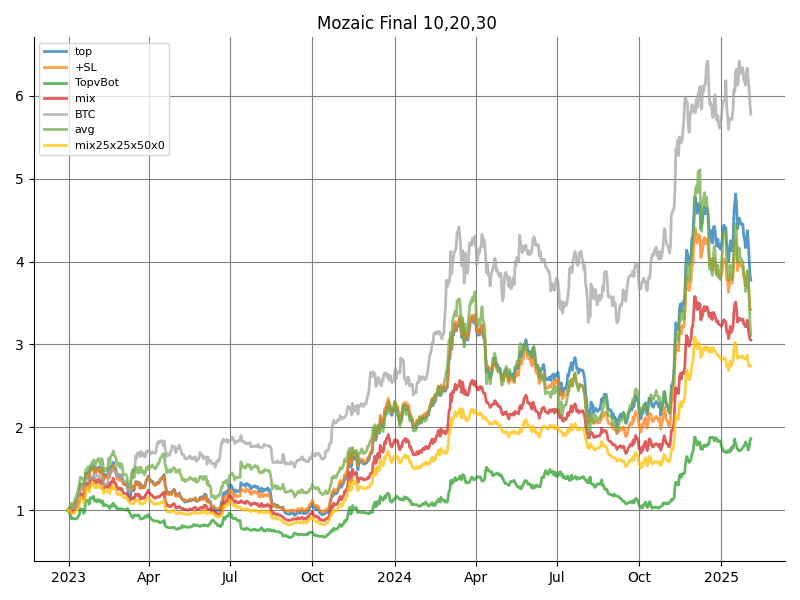 Mozaic Final 10,20,30
top
+SL
TopvBot
mix
BTC
avg
mix25x25x50x0
6
5
4
3
2
1
2023
Apr
Jul
Oct
2024
Apr
Jul
Oct
2025